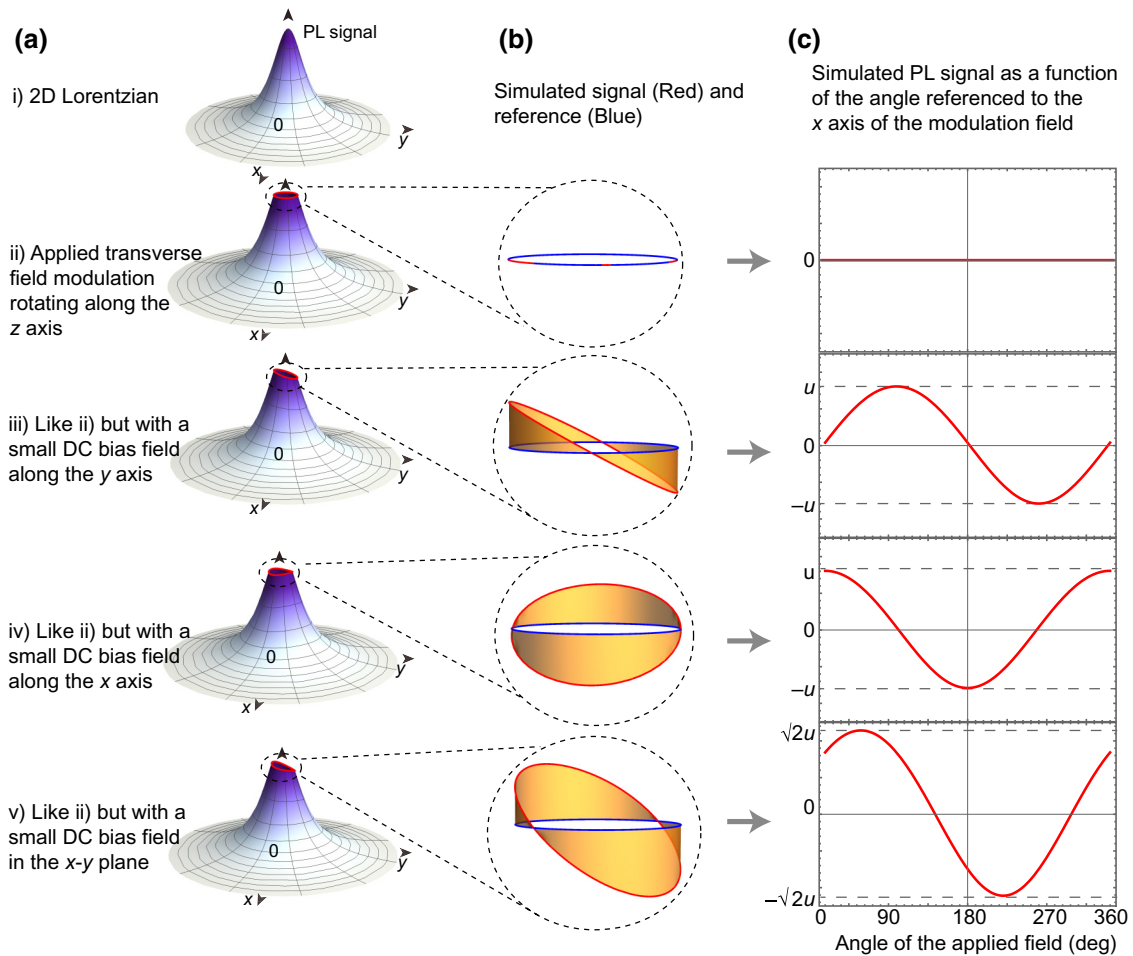 (a)
PL signal
i) 2D Lorentzian
0
y
x
ii) Applied transverse
field modulation
rotating along the
z axis
0
y
x
iii) Like ii) but with a
small DC bias field
along the y axis
0
y
x
iv) Like ii) but with a
small DC bias field
along the x axis
0
y
x
v) Like ii) but with a
small DC bias field
in the x-y plane
0
y
x
(b)
Simulated signal (Red) and
reference (Blue)
(c)
Simulated PL signal as a function
of the angle referenced to the
x axis of the modulation field
0
u
0
–u
u
0
–u
√2u
0
–√2u
0 90 180 270 360
Angle of the applied field (deg)